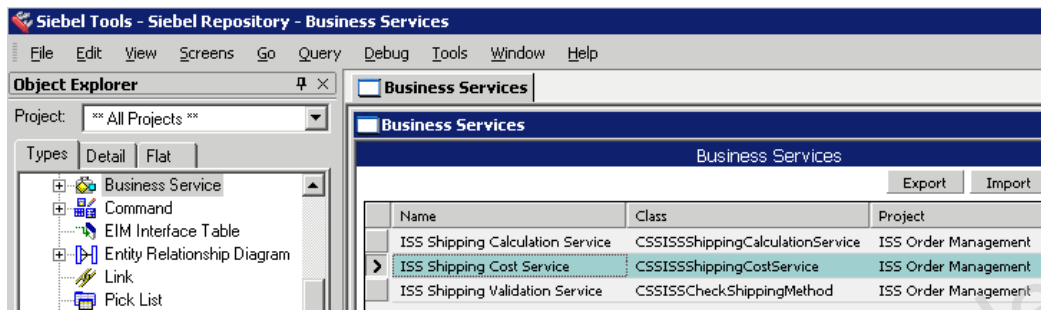 Siebel Tools - Siebel Repository - Business Services
File Edit View Screens Go Query Debug Tools Window Help
Object Explorer
Project: ** All Projects **
Types Detail Flat
Business Service
Command
EIM Interface Table
Entity Relationship Diagram
Link
Pick List
Business Services
Business Services
Business Services
Export Import
Name Class Project
ISS Shipping Calculation Service CSSISSShippingCalculationService ISS Order Management
ISS Shipping Cost Service CSSISSShippingCostService ISS Order Management
ISS Shipping Validation Service CSSISSCheckShippingMethod ISS Order Management